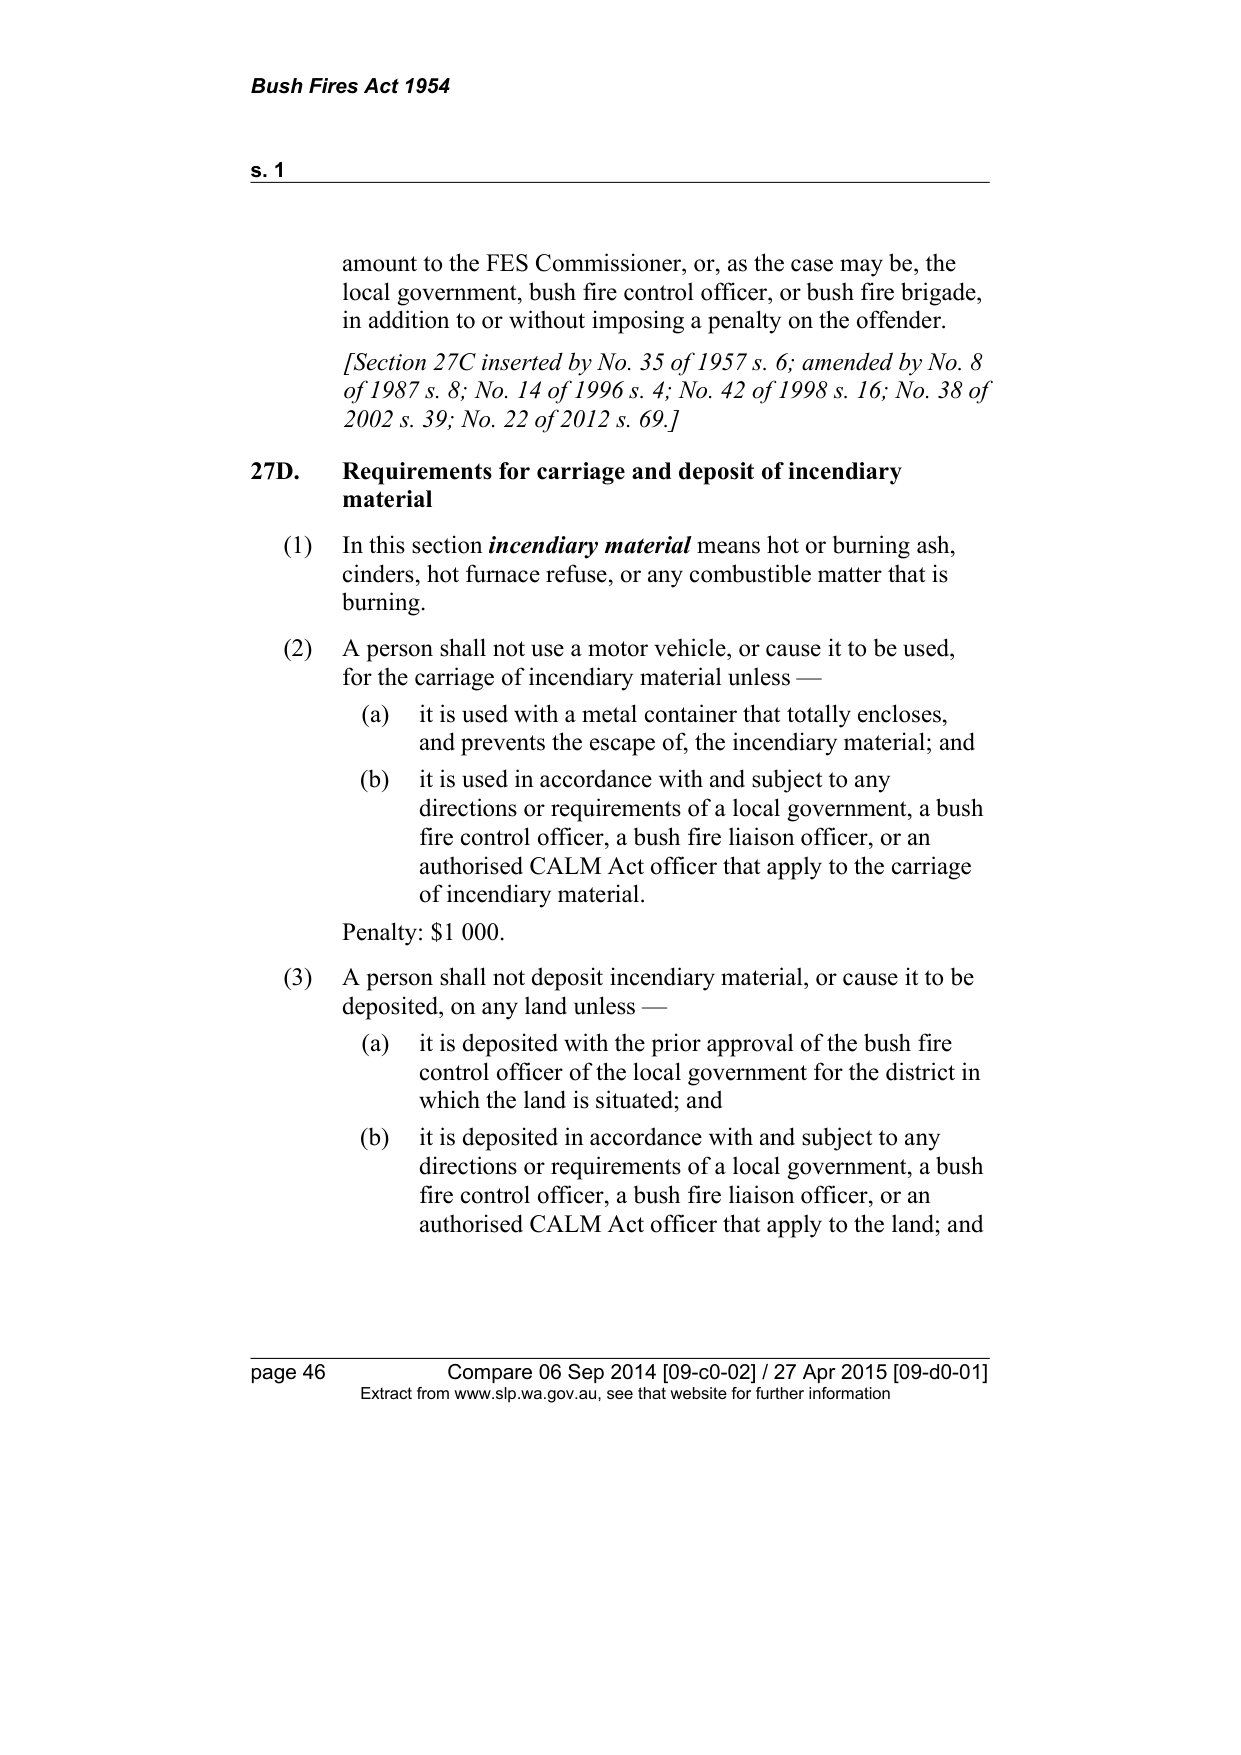 Bush Fires Act 1954
s. 1
amount to the FES Commissioner, or, as the case may be, the
local government, bush fire control officer, or bush fire brigade,
in addition to or without imposing a penalty on the offender.
[Section 27C inserted by No. 35 of 1957 s. 6; amended by No. 8
of 1987 s. 8; No. 14 of 1996 s. 4; No. 42 of 1998 s. 16; No. 38 of
2002 s. 39; No. 22 of 2012 s. 69.]
27D. Requirements for carriage and deposit of incendiary
material
(1) In this section incendiary material means hot or burning ash,
cinders, hot furnace refuse, or any combustible matter that is
burning.
(2) A person shall not use a motor vehicle, or cause it to be used,
for the carriage of incendiary material unless —
(a) it is used with a metal container that totally encloses,
and prevents the escape of, the incendiary material; and
(b) it is used in accordance with and subject to any
directions or requirements of a local government, a bush
fire control officer, a bush fire liaison officer, or an
authorised CALM Act officer that apply to the carriage
of incendiary material.
Penalty: $1 000.
(3) A person shall not deposit incendiary material, or cause it to be
deposited, on any land unless —
(a) it is deposited with the prior approval of the bush fire
control officer of the local government for the district in
which the land is situated; and
(b) it is deposited in accordance with and subject to any
directions or requirements of a local government, a bush
fire control officer, a bush fire liaison officer, or an
authorised CALM Act officer that apply to the land; and
page 46 Compare 06 Sep 2014 [09-c0-02] / 27 Apr 2015 [09-d0-01]
Extract from www.slp.wa.gov.au, see that website for further information